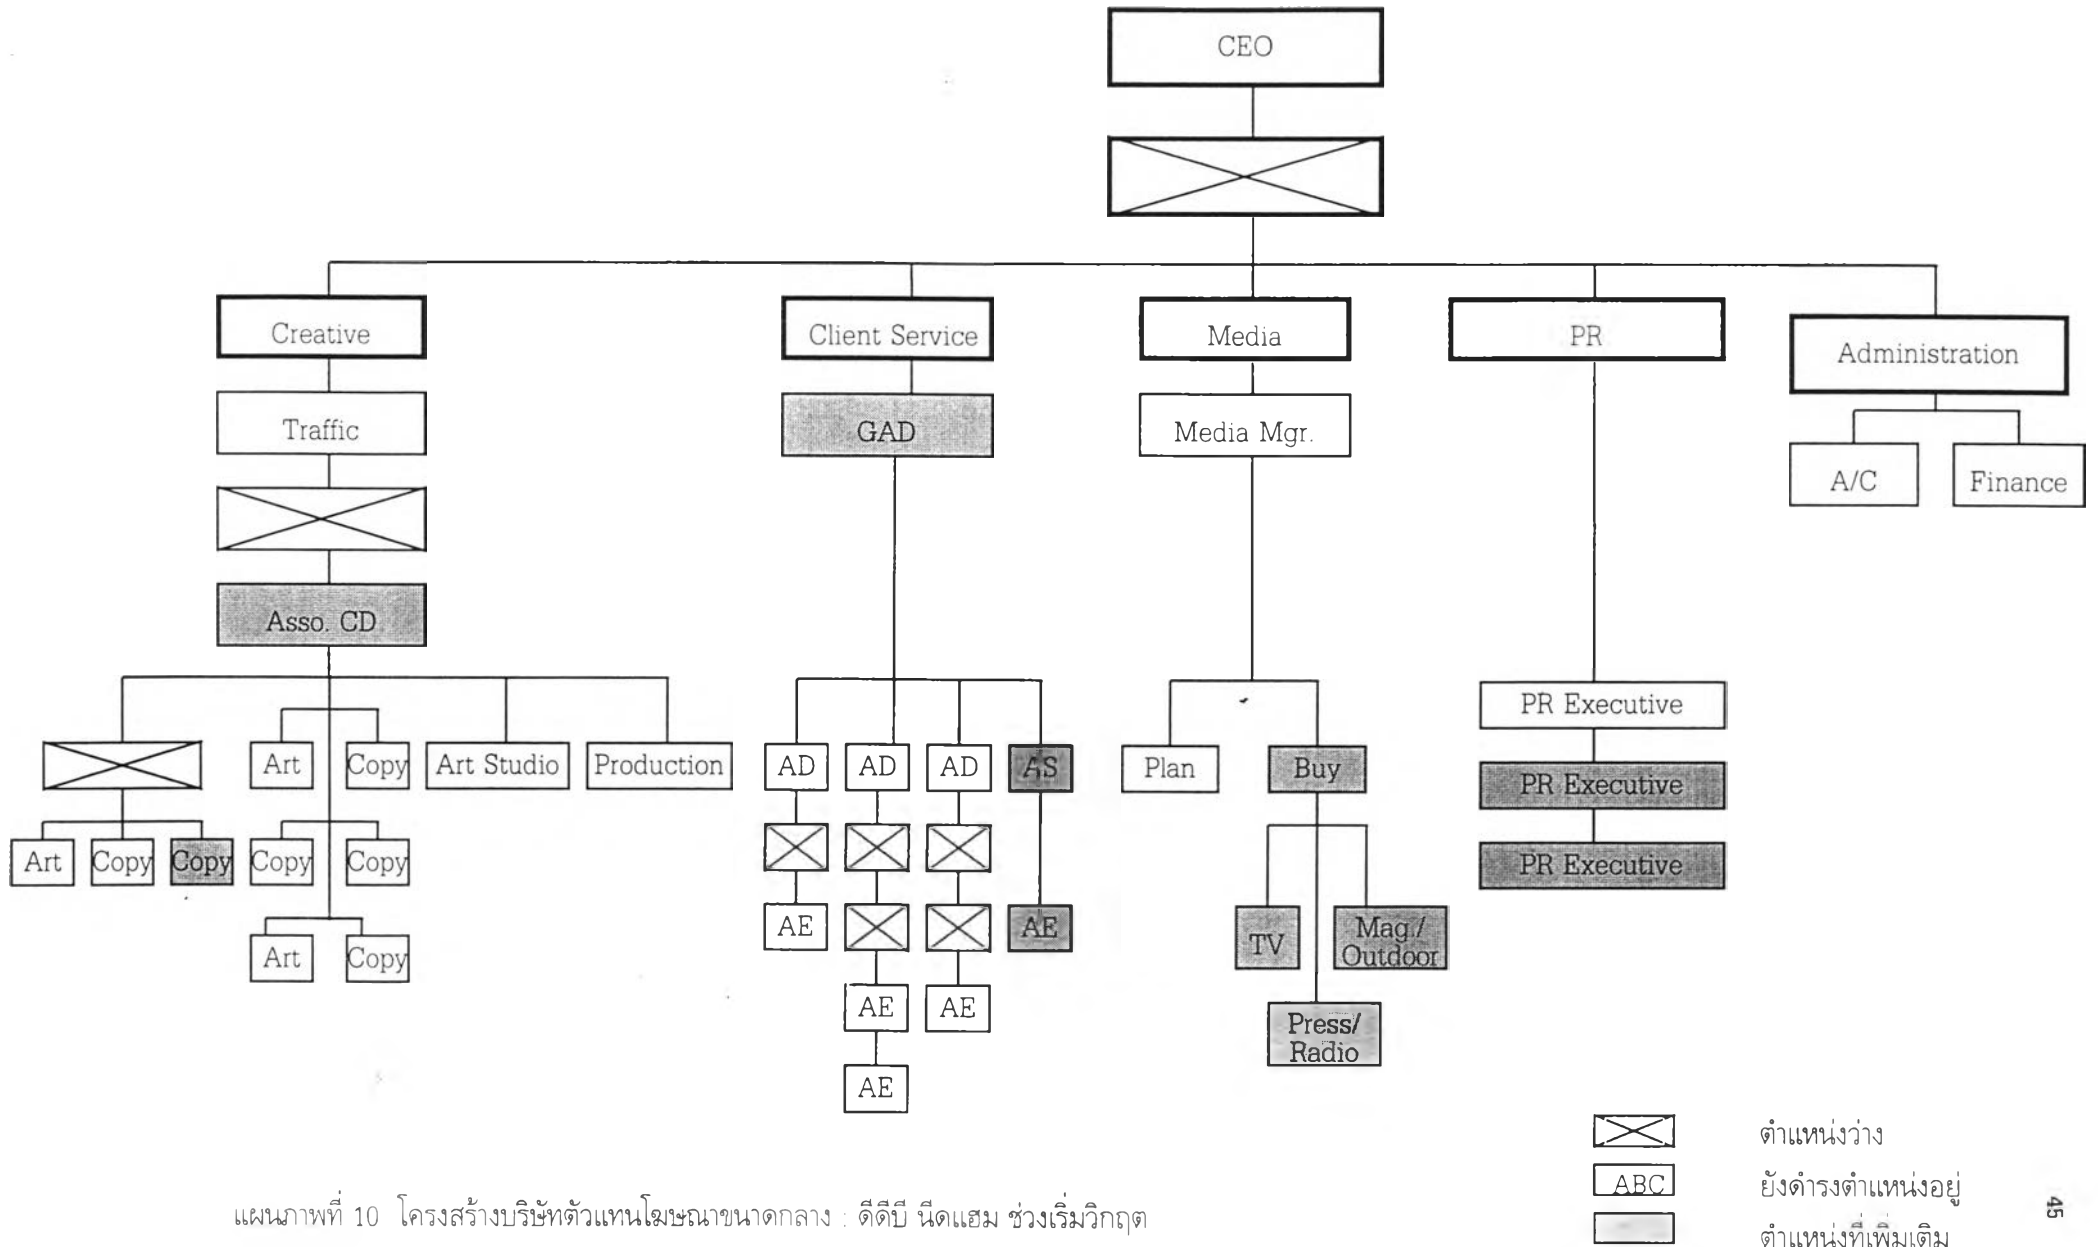 CEO
Creative
Client Service
Media
PR
Administration
Traffic
GAD
Media Mgr.
A/C
Finance
Asso. CD
PR Executive
Art
Copy
Art Studio
Production
AD
AD
AD
AS
Plan
Buy
PR Executive
Art
Copy
Copy
Copy
Copy
PR Executive
AE
AE
TV
Mag./
Outdoor
Art
Copy
AE
AE
Press/
Radio
AE
ตำแหน่งว่าง
ABC
ยังดำรงตำแหน่งอยู่
ตำแหน่งที่เพิ่มเติม
แผนภาพที่ 10 โครงสร้างบริษัทตัวแทนโฆษณาขนาดกลาง : ดีดีบี นีดแฮม ช่วงเริ่มวิกฤต
45